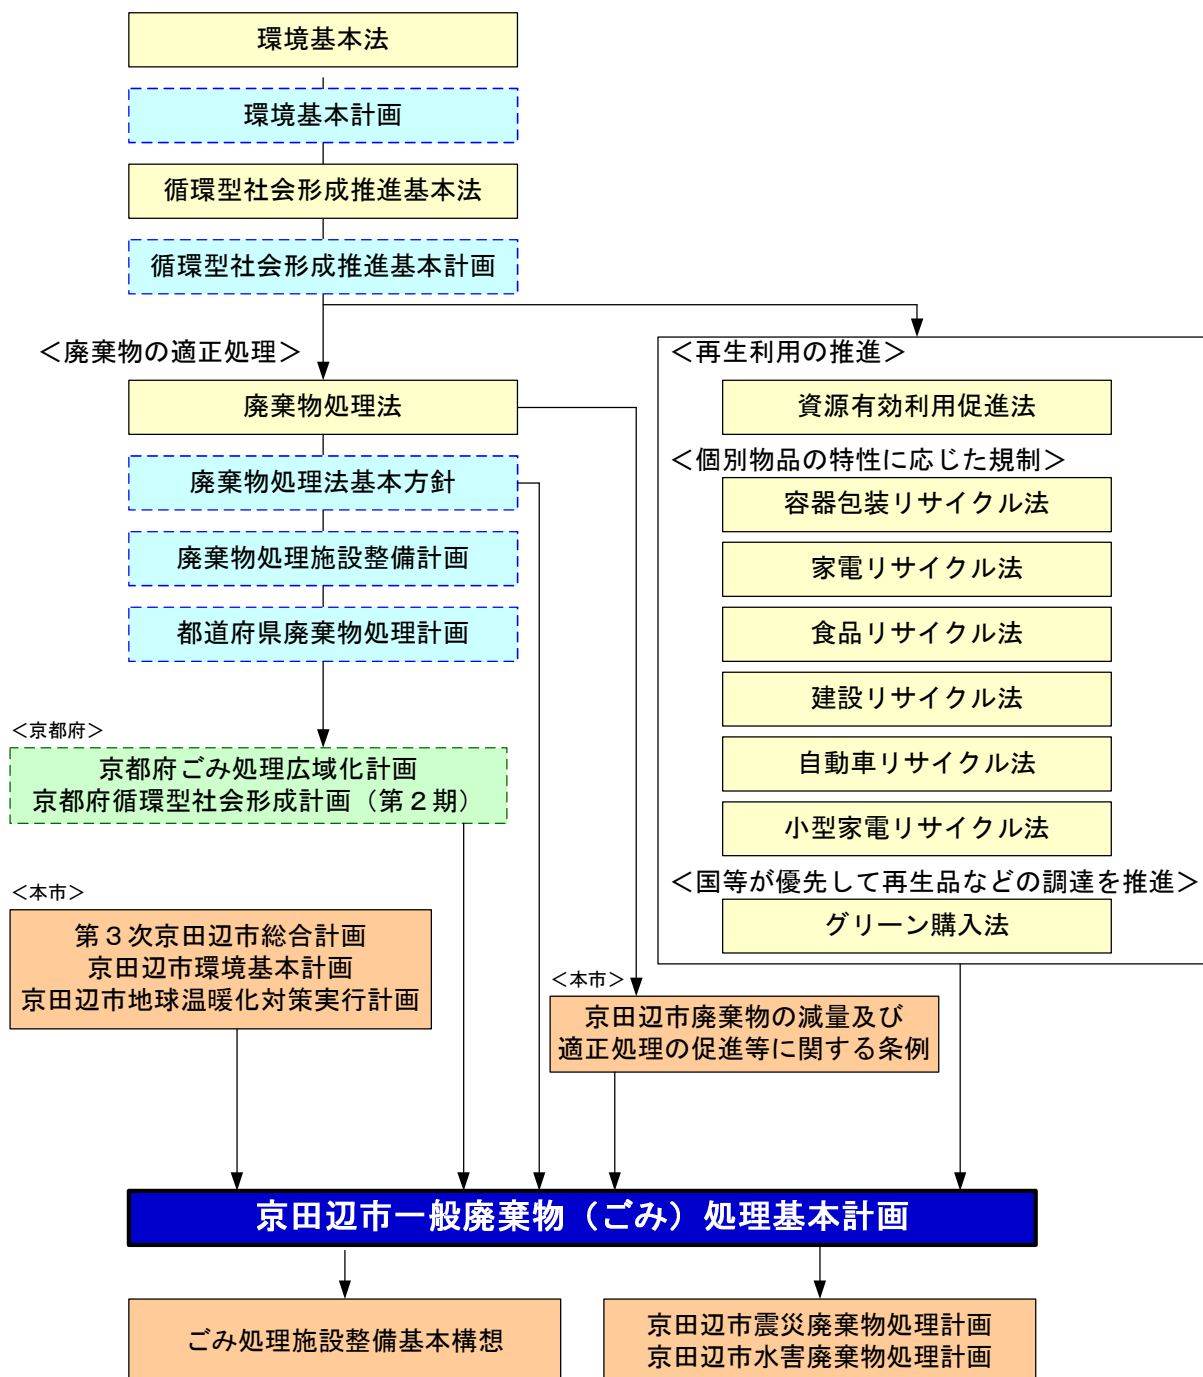 環境基本法
環境基本計画
循環型社会形成推進基本法
循環型社会形成推進基本計画
＜廃棄物の適正処理＞
廃棄物処理法
廃棄物処理法基本方針
廃棄物処理施設整備計画
都道府県廃棄物処理計画
＜京都府＞
京都府ごみ処理広域化計画
京都府循環型社会形成計画（第２期）
＜本市＞
第３次京田辺市総合計画
京田辺市環境基本計画
京田辺市地球温暖化対策実行計画
＜再生利用の推進＞
資源有効利用促進法
＜個別物品の特性に応じた規制＞
容器包装リサイクル法
家電リサイクル法
食品リサイクル法
建設リサイクル法
自動車リサイクル法
小型家電リサイクル法
＜国等が優先して再生品などの調達を推進＞
グリーン購入法
＜本市＞
京田辺市廃棄物の減量及び
適正処理の促進等に関する条例
京田辺市一般廃棄物（ごみ）処理基本計画
ごみ処理施設整備基本構想
京田辺市震災廃棄物処理計画
京田辺市水害廃棄物処理計画